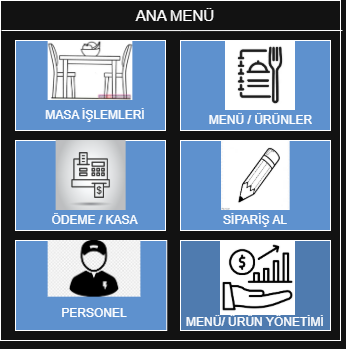 ANA MENÜ
MASA İŞLEMLERİ
MENÜ / ÜRÜNLER
$
ÖDEME / KASA
SİPARİŞ AL
$
PERSONEL
MENÜ/ ÜRÜN YÖNETİMİ